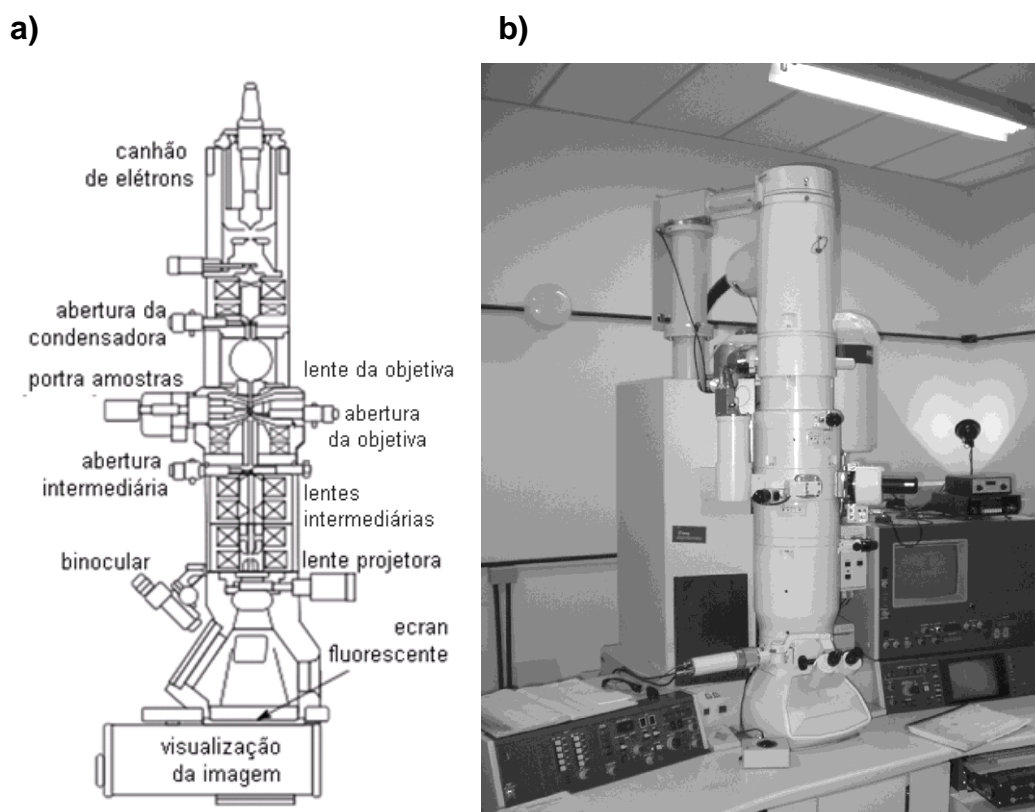 a)
b)
canhão
de elétrons
abertura da
condensadora
portra amostras
lente da objetiva
abertura
da objetiva
abertura
intermediária
lentes
intermediárias
binocular
lente projetora
ecran
fluorescente
visualização
da imagem